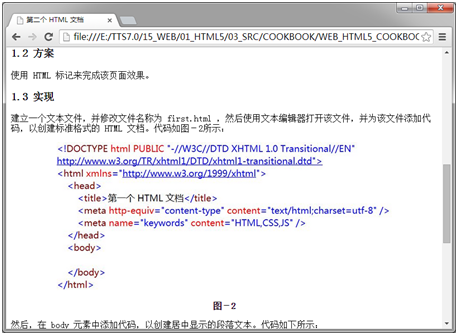 第二个 HTML 文档
file:///E:/TTS7.0/15_WEB/01_HTML5/03_SRC/COOKBOOK/WEB_HTML5_COOKBOO
1.2 方案
使用 HTML 标记来完成该页面效果。
1.3 实现
建立一个文本文件，并修改文件名称为 first.html ，然后使用文本编辑器打开该文件，并为该文件添加代
码，以创建标准格式的 HTML 文档。代码如图－2所示：
<!DOCTYPE html PUBLIC "-//W3C//DTD XHTML 1.0 Transitional//EN"
http://www.w3.org/TR/xhtml1/DTD/xhtml1-transitional.dtd">
<html xmlns="http://www.w3.org/1999/xhtml">
<head>
<title>第一个 HTML 文档</title>
<meta http-equiv="content-type" content="text/html;charset=utf-8" />
<meta name="keywords" content="HTML,CSS,JS" />
</head>
<body>
</body>
</html>
图－2
然后，在 body 元素中添加代码，以创建居中显示的段落文本。代码如下所示：